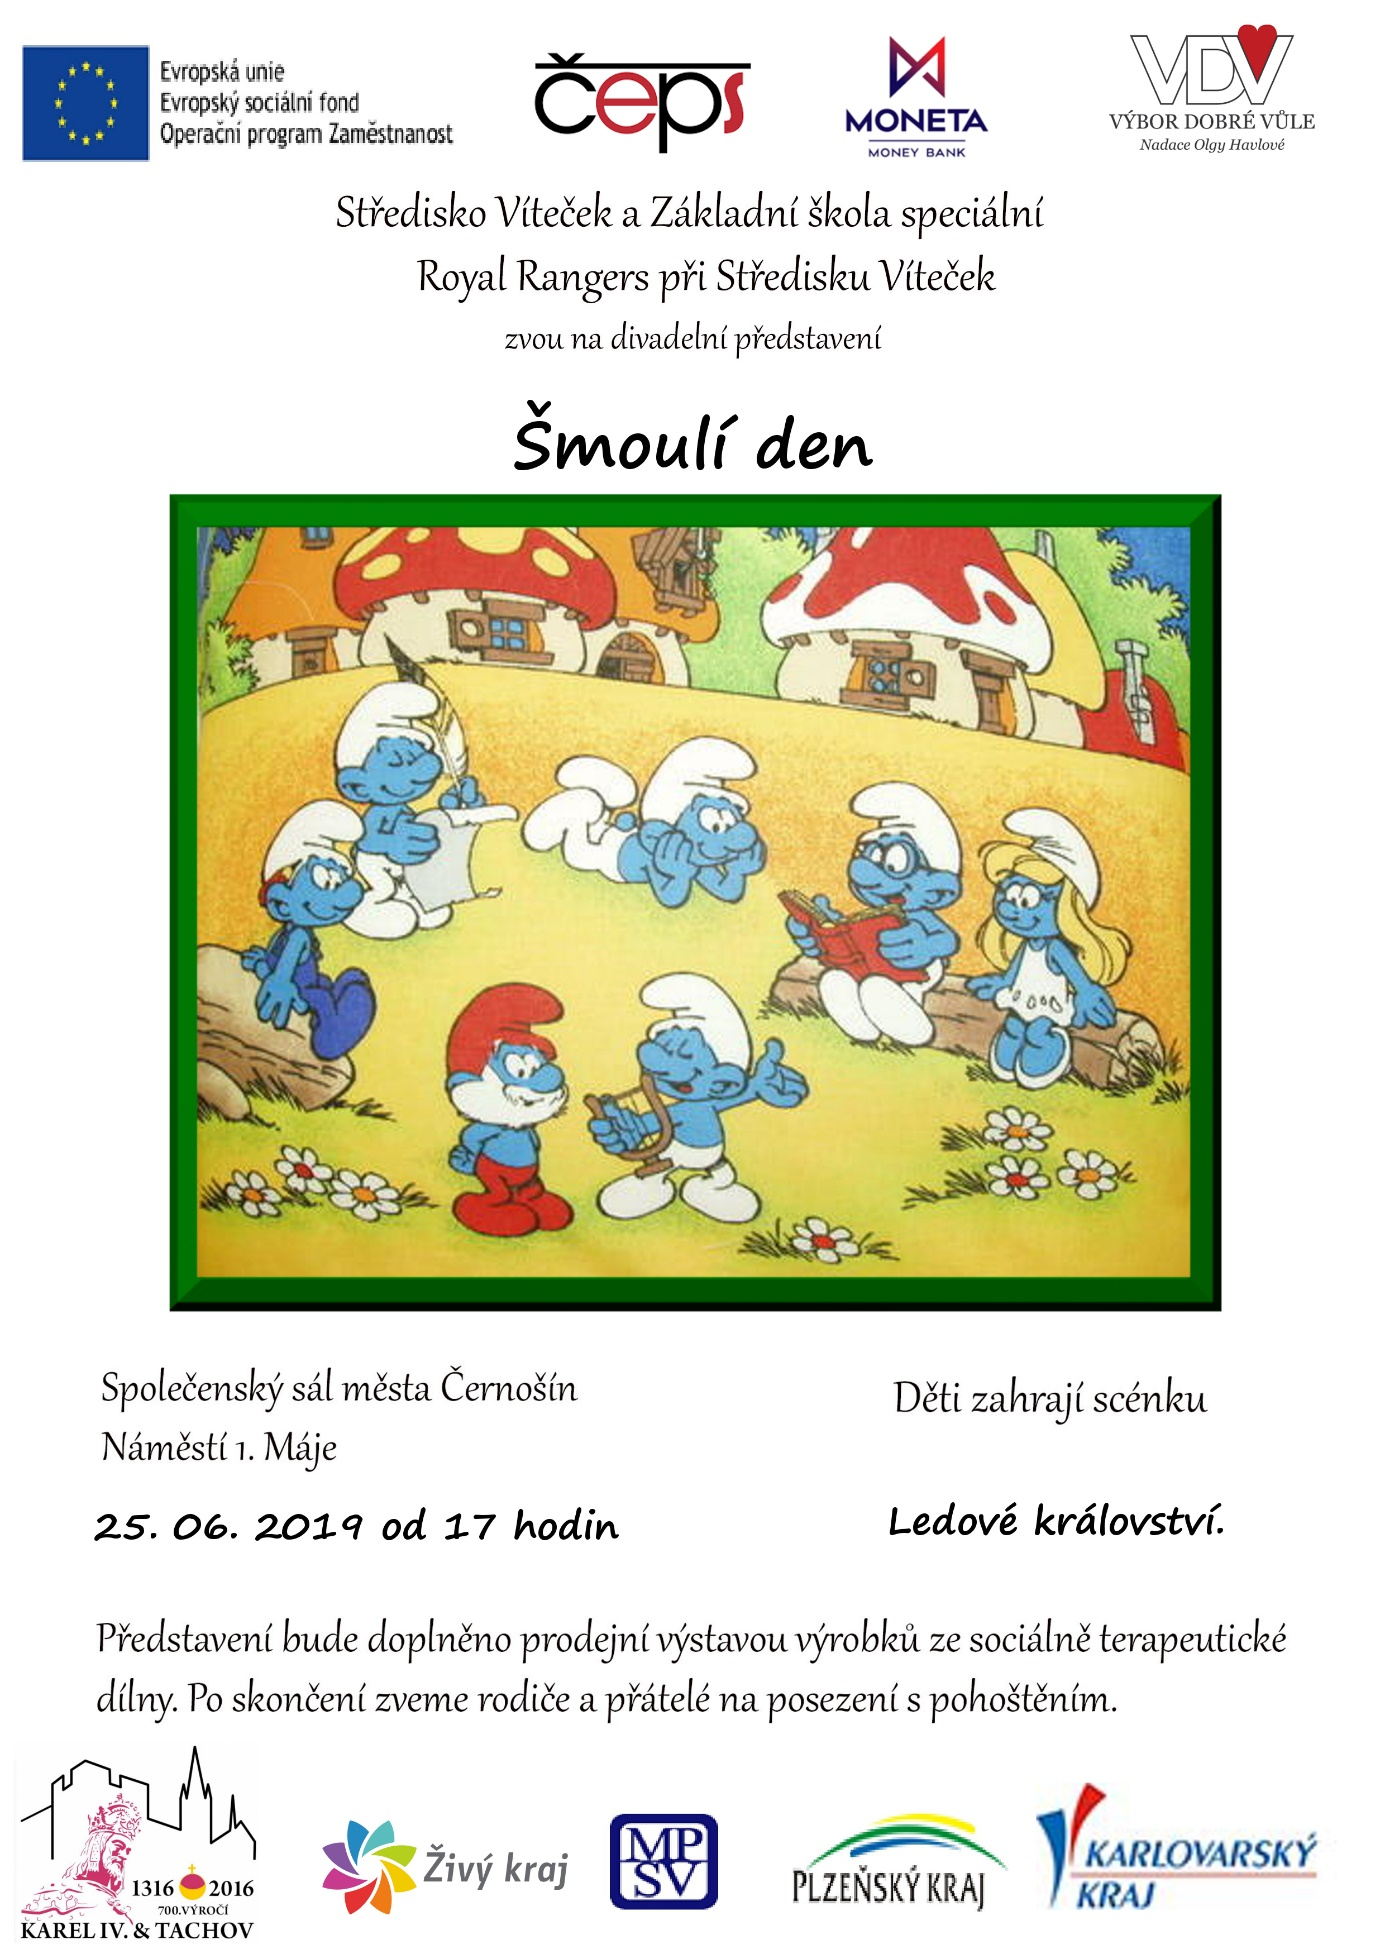 Evropská unie
Evropský sociální fond
Operační program Zaměstnanost
čeps
MONETA
MONEY BANK
VDV
VÝBOR DOBRÉ VŮLE
Nadace Olgy Havlové
Středisko Víteček a Základní škola speciální
Royal Rangers při Středisku Víteček
zvou na divadelní představení
Šmoulí den
Společenský sál města Černošín
Náměstí 1. Máje
25. 06. 2019 od 17 hodin
Děti zahrají scénku
Ledové království.
Představení bude doplněno prodejní výstavou výrobků ze sociálně terapeutické
dílny. Po skončení zveme rodiče a přátelé na posezení s pohoštěním.
1316 2016
700.VÝROČÍ
KAREL IV. & TACHOV
Živý kraj
MP
SV
PLZEŇSKÝ KRAJ
KARLOVARSKÝ
KRAJ